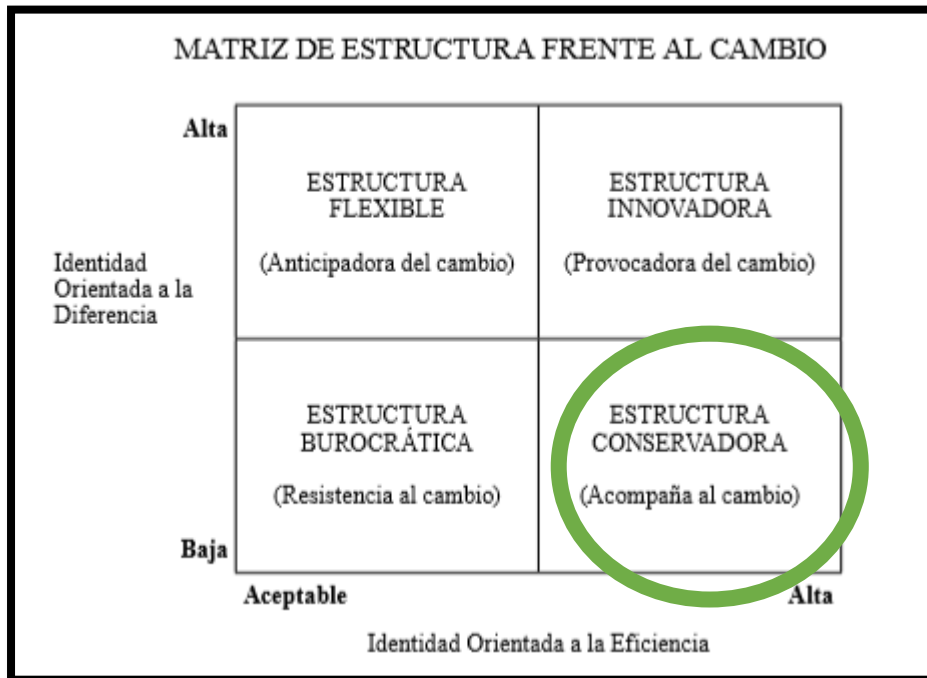 MATRIZ DE ESTRUCTURA FRENTE AL CAMBIO
Alta
ESTRUCTURA
FLEXIBLE
(Anticipadora del cambio)
ESTRUCTURA
INNOVADORA
(Provocadora del cambio)
Identidad
Orientada a la
Diferencia
ESTRUCTURA
BUROCRÁTICA
(Resistencia al cambio)
ESTRUCTURA
CONSERVADORA
(Acompaña al cambio)
Baja
Aceptable
Alta
Identidad Orientada a la Eficiencia